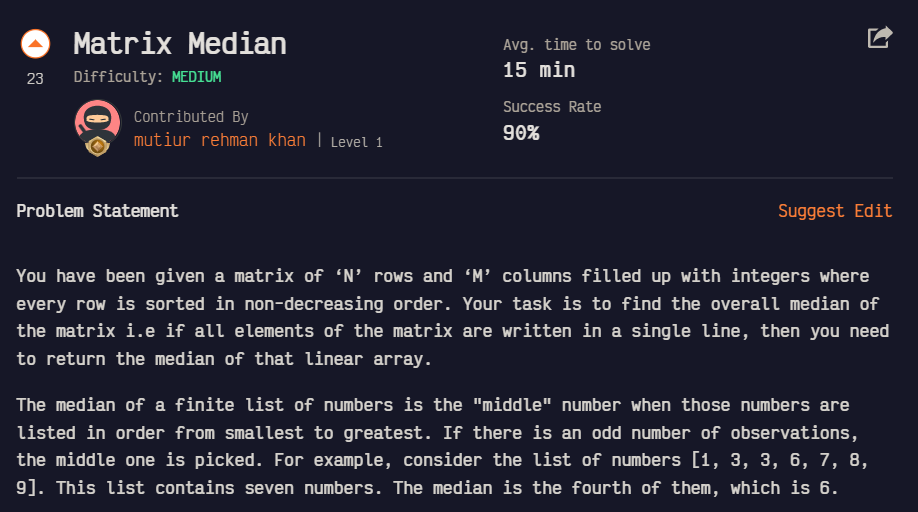 Matrix Median
23
Difficulty: MEDIUM
Contributed By
mutiur rehman khan | Level 1
Avg. time to solve
15 min
Success Rate
90%
Problem Statement
Suggest Edit
You have been given a matrix of ‘N’ rows and ‘M’ columns filled up with integers where
every row is sorted in non-decreasing order. Your task is to find the overall median of
the matrix i.e if all elements of the matrix are written in a single line, then you need
to return the median of that linear array.
The median of a finite list of numbers is the "middle" number when those numbers are
listed in order from smallest to greatest. If there is an odd number of observations,
the middle one is picked. For example, consider the list of numbers [1, 3, 3, 6, 7, 8,
9]. This list contains seven numbers. The median is the fourth of them, which is 6.